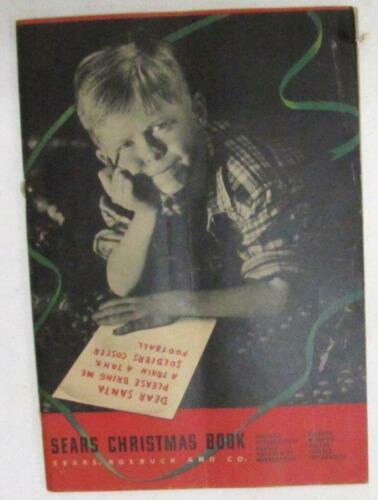 DEAR SANTA
PLEASE BRING ME
A TRAIN A TANK
SOLDIERS COSTER
FOOTBALL
SEARS CHRISTMAS BOOK
SEARS, ROEBUCK AND CO.